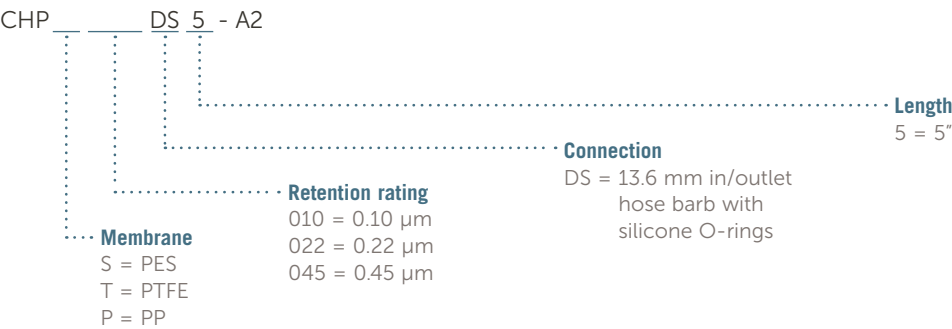 CHP __ ____ DS 5 - A2
Length
5 = 5"
Connection
DS = 13.6 mm in/outlet
hose barb with
silicone O-rings
Retention rating
010 = 0.10 µm
022 = 0.22 µm
045 = 0.45 µm
Membrane
S = PES
T = PTFE
P = PP